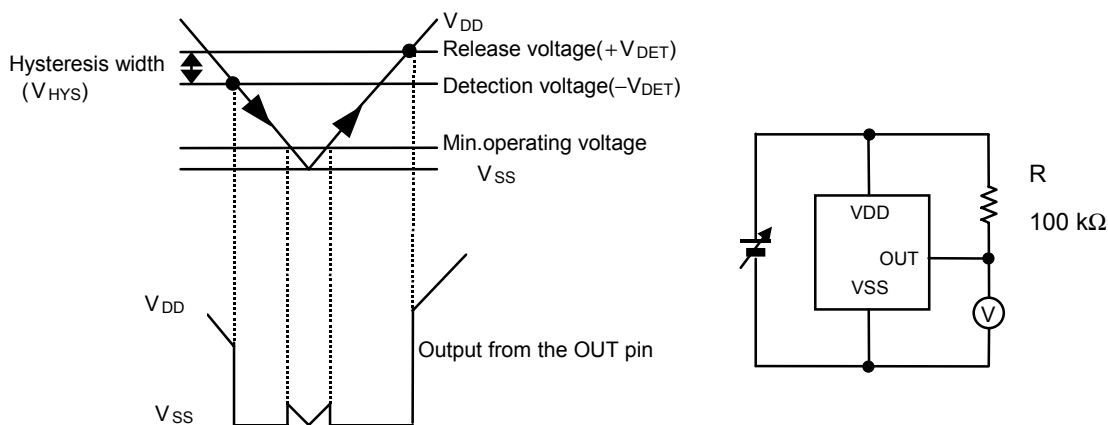 VDD
Release voltage(+VDET)
Hysteresis width
(VHYS)
Detection voltage(−VDET)
Min.operating voltage
VSS
VDD
Output from the OUT pin
VSS
R
100 kΩ
VDD
OUT
VSS
V